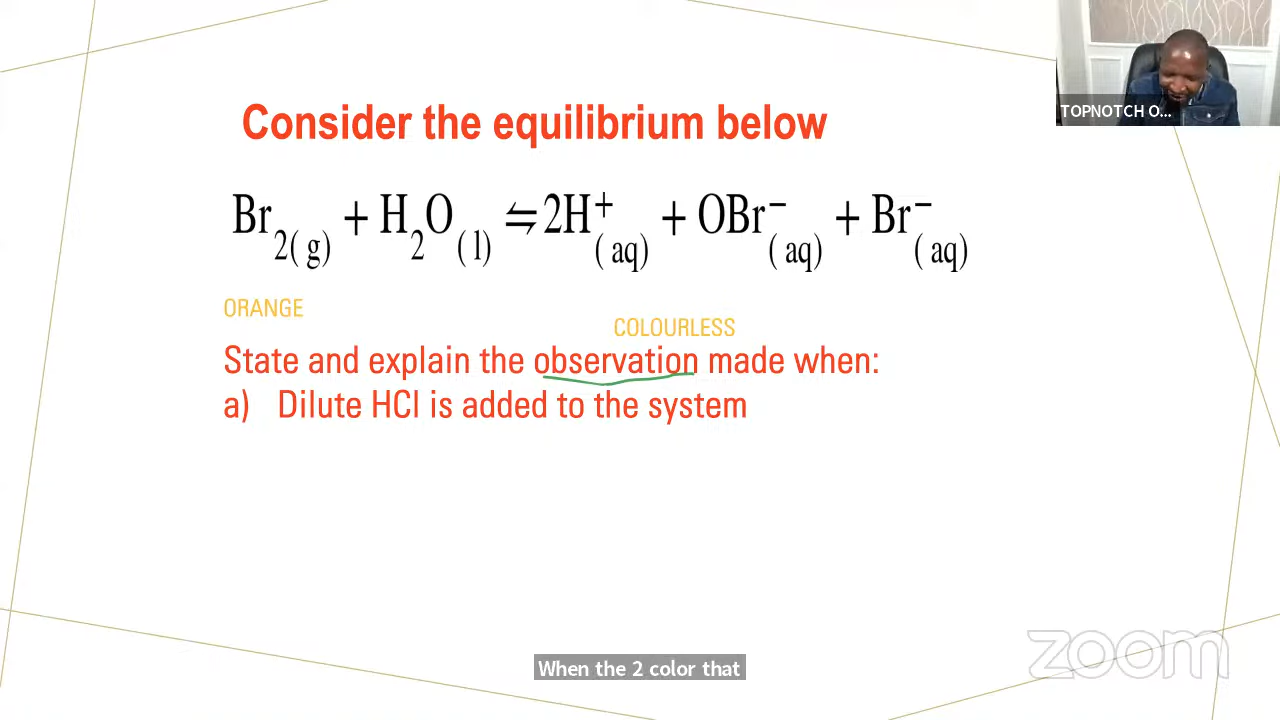 Consider the equilibrium below
TOPNOTCH O...
Br2(g) + H2O(l) ⇋ 2H+(aq) + OBr−(aq) + Br−(aq)
ORANGE
COLOURLESS
State and explain the observation made when:
a) Dilute HCl is added to the system
zoom
When the 2 color that